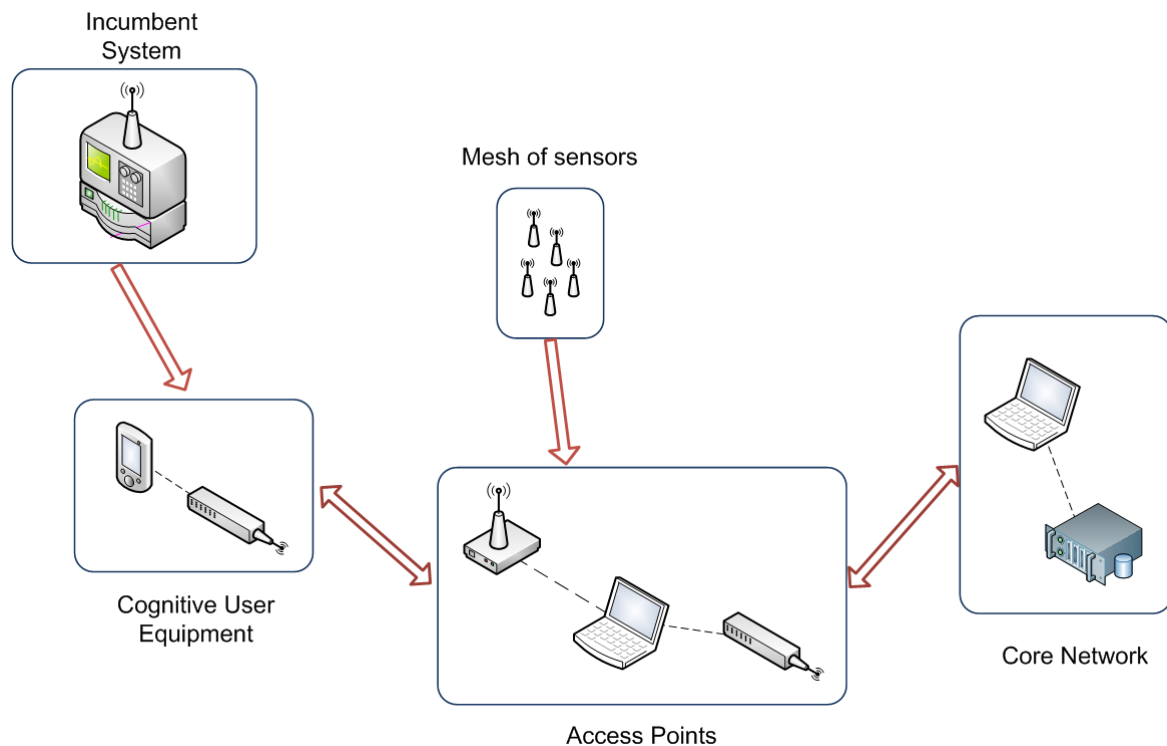 Incumbent
System
Mesh of sensors
Cognitive User
Equipment
Core Network
Access Points